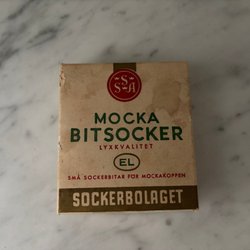 SSA
MOCKA
BITSOCKER
LYXKVALITET
EL
SMÅ SOCKERBITAR FÖR MOCKAKOPPEN
SOCKERBOLAGET